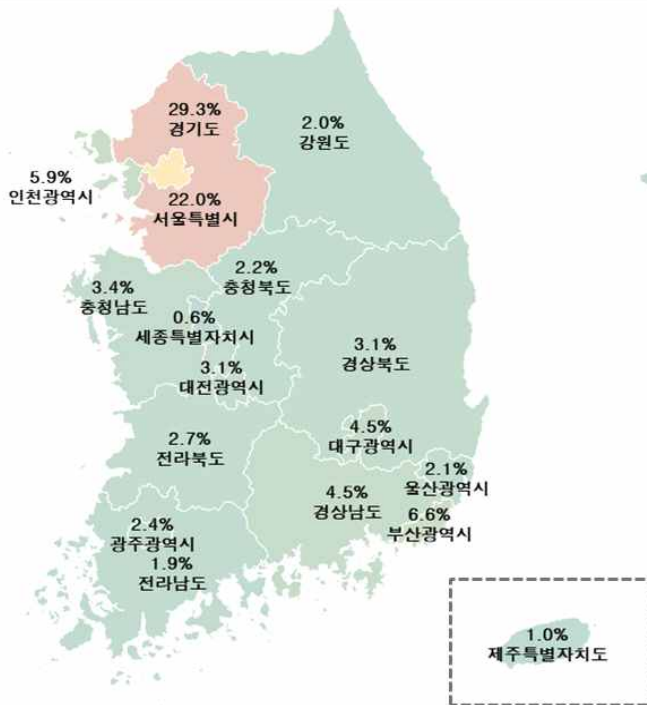 29.3%
경기도
2.0%
강원도
5.9%
인천광역시
22.0%
서울특별시
2.2%
충청북도
3.4%
충청남도
0.6%
세종특별자치시
3.1%
경상북도
3.1%
대전광역시
4.5%
대구광역시
2.7%
전라북도
2.1%
울산광역시
4.5%
경상남도
6.6%
부산광역시
2.4%
광주광역시
1.9%
전라남도
1.0%
제주특별자치도